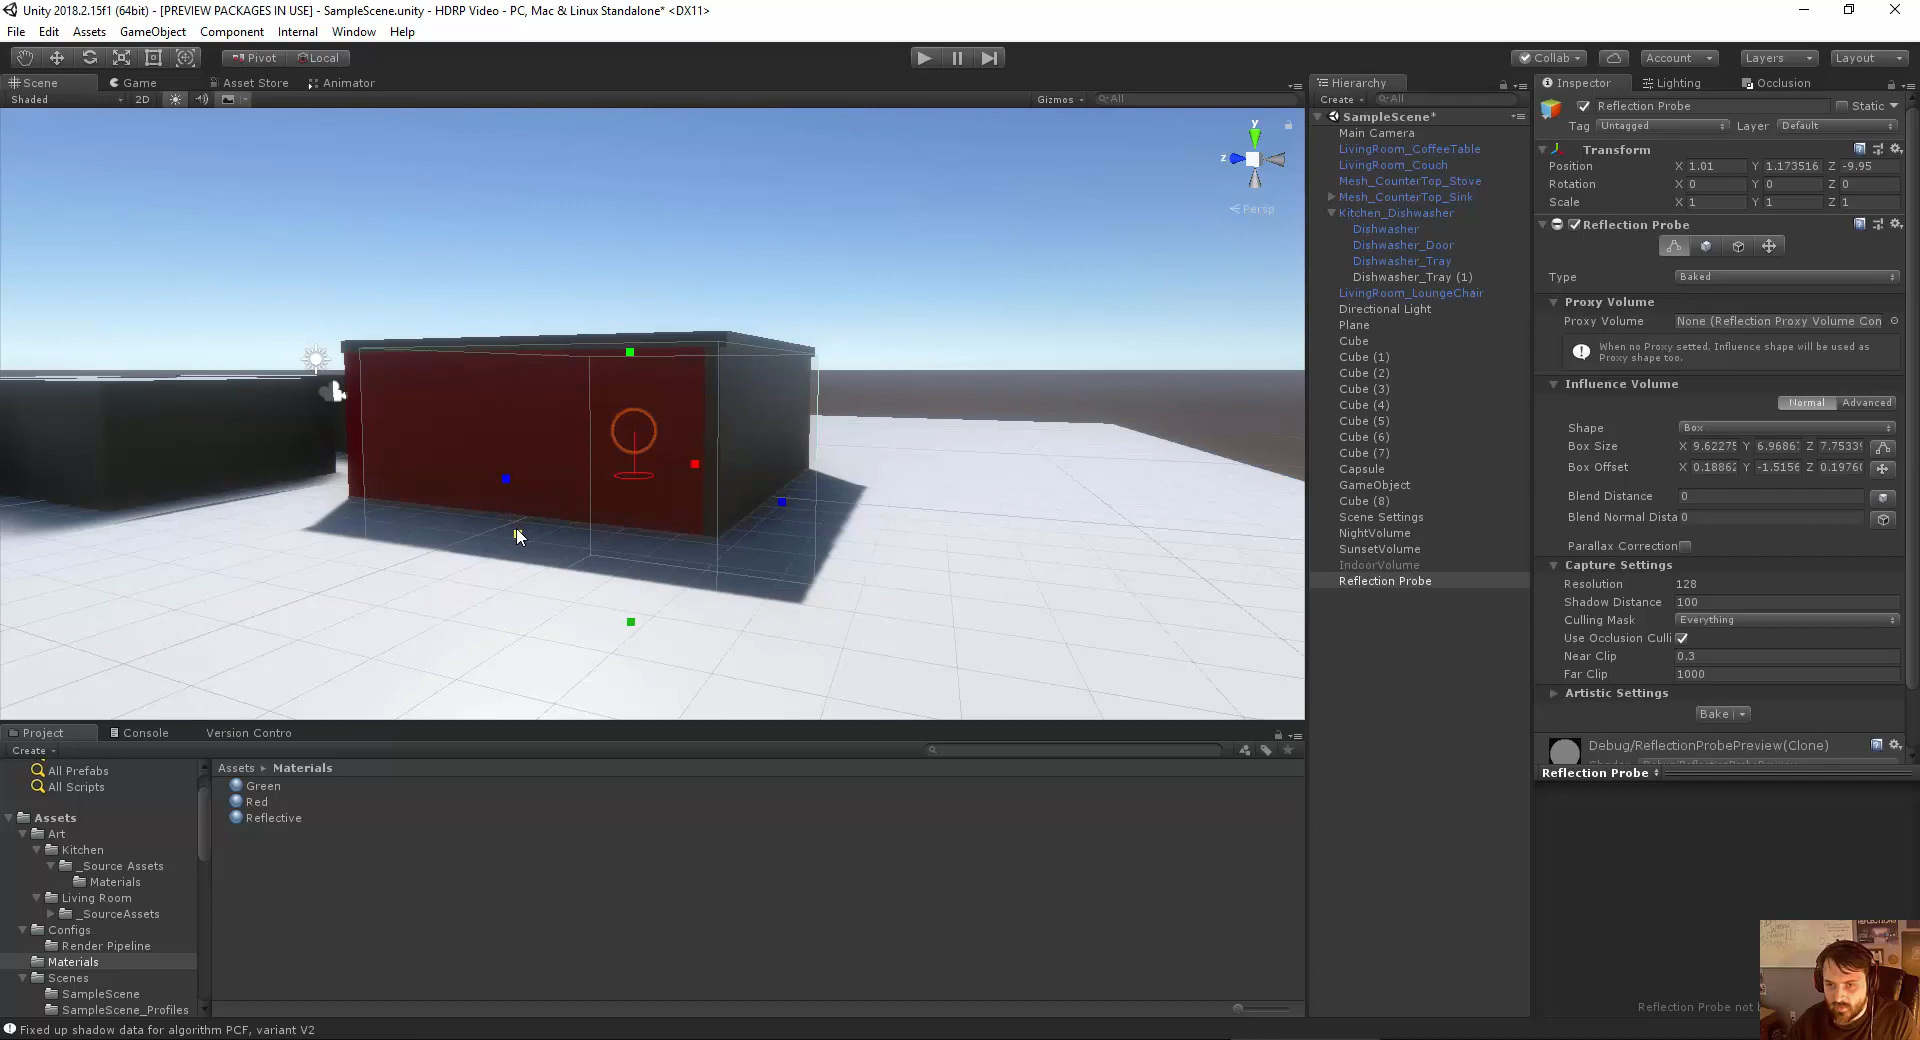 Unity 2018.2.15f1 (64bit) - [PREVIEW PACKAGES IN USE] - SampleScene.unity - HDRP Video - PC, Mac & Linux Standalone* <DX11>
File Edit Assets GameObject Component Internal Window Help
Pivot Local Collab Account Layers Layout
Scene Game Asset Store Animator
Shaded 2D Gizmos All
y
z
Persp
Hierarchy
Create All
SampleScene*
Main Camera
LivingRoom_CoffeeTable
LivingRoom_Couch
Mesh_CounterTop_Stove
Mesh_CounterTop_Sink
Kitchen_Dishwasher
Dishwasher
Dishwasher_Door
Dishwasher_Tray
Dishwasher_Tray (1)
LivingRoom_LoungeChair
Directional Light
Plane
Cube
Cube (1)
Cube (2)
Cube (3)
Cube (4)
Cube (5)
Cube (6)
Cube (7)
Capsule
GameObject
Cube (8)
Scene Settings
NightVolume
SunsetVolume
IndoorVolume
Reflection Probe
Inspector Lighting Occlusion
Reflection Probe Static
Tag Untagged Layer Default
Transform
Position X 1.01 Y 1.173516 Z -9.95
Rotation X 0 Y 0 Z 0
Scale X 1 Y 1 Z 1
Reflection Probe
Type Baked
Proxy Volume
Proxy Volume None (Reflection Proxy Volume Con
When no Proxy setted, Influence shape will be used as
Proxy shape too.
Influence Volume
Normal Advanced
Shape Box
Box Size X 9.62275 Y 6.9686 Z 7.7533
Box Offset X 0.18862 Y -1.5156 Z 0.1976
Blend Distance 0
Blend Normal Dista 0
Parallax Correction
Capture Settings
Resolution 128
Shadow Distance 100
Culling Mask Everything
Use Occlusion Culli
Near Clip 0.3
Far Clip 1000
Artistic Settings
Bake
Debug/ReflectionProbePreview(Clone)
Reflection Probe
Reflection Probe not
Project Console Version Contro
Create
All Prefabs
All Scripts
Assets
Art
Kitchen
_Source Assets
Materials
Living Room
_SourceAssets
Configs
Render Pipeline
Materials
Scenes
SampleScene
SampleScene_Profiles
Assets Materials
Green
Red
Reflective
Fixed up shadow data for algorithm PCF, variant V2